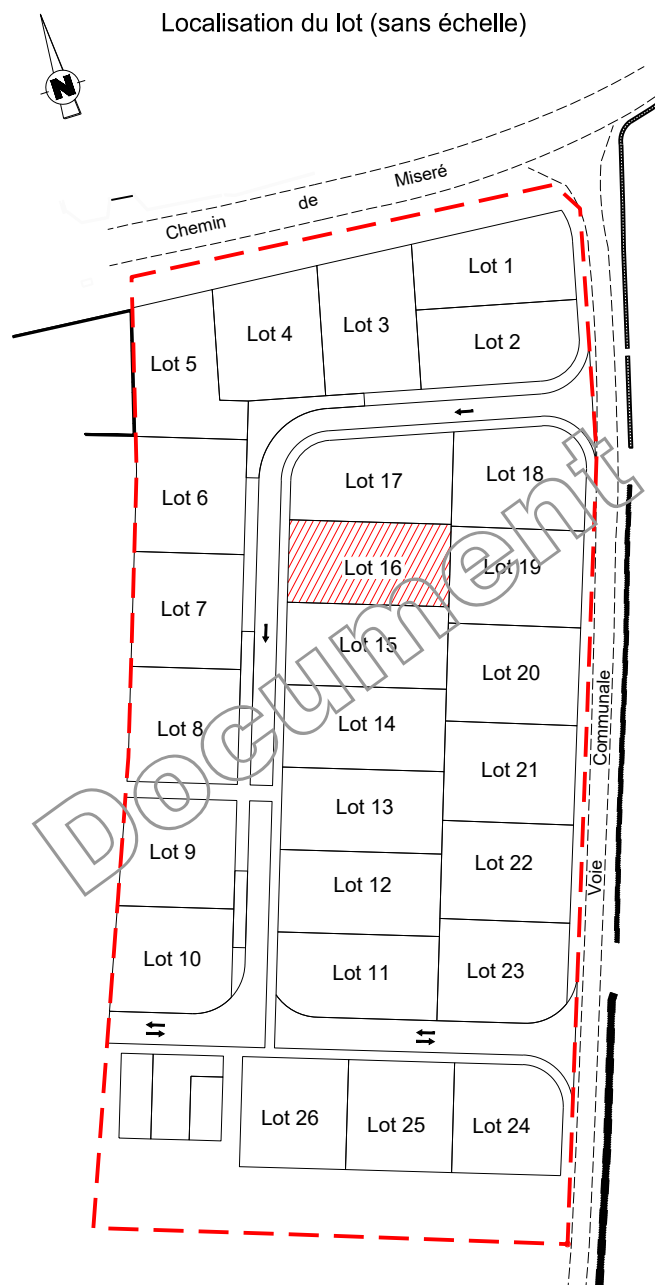 Localisation du lot (sans échelle)
N
Chemin de Miseré
Lot 1
Lot 2
Lot 3
Lot 4
Lot 5
Lot 6
Lot 7
Lot 8
Lot 9
Lot 10
Lot 17
Lot 18
Lot 16
Lot 19
Lot 15
Lot 20
Lot 14
Lot 21
Lot 13
Lot 22
Lot 12
Lot 23
Lot 11
Lot 26
Lot 25
Lot 24
Voie Communale
Document